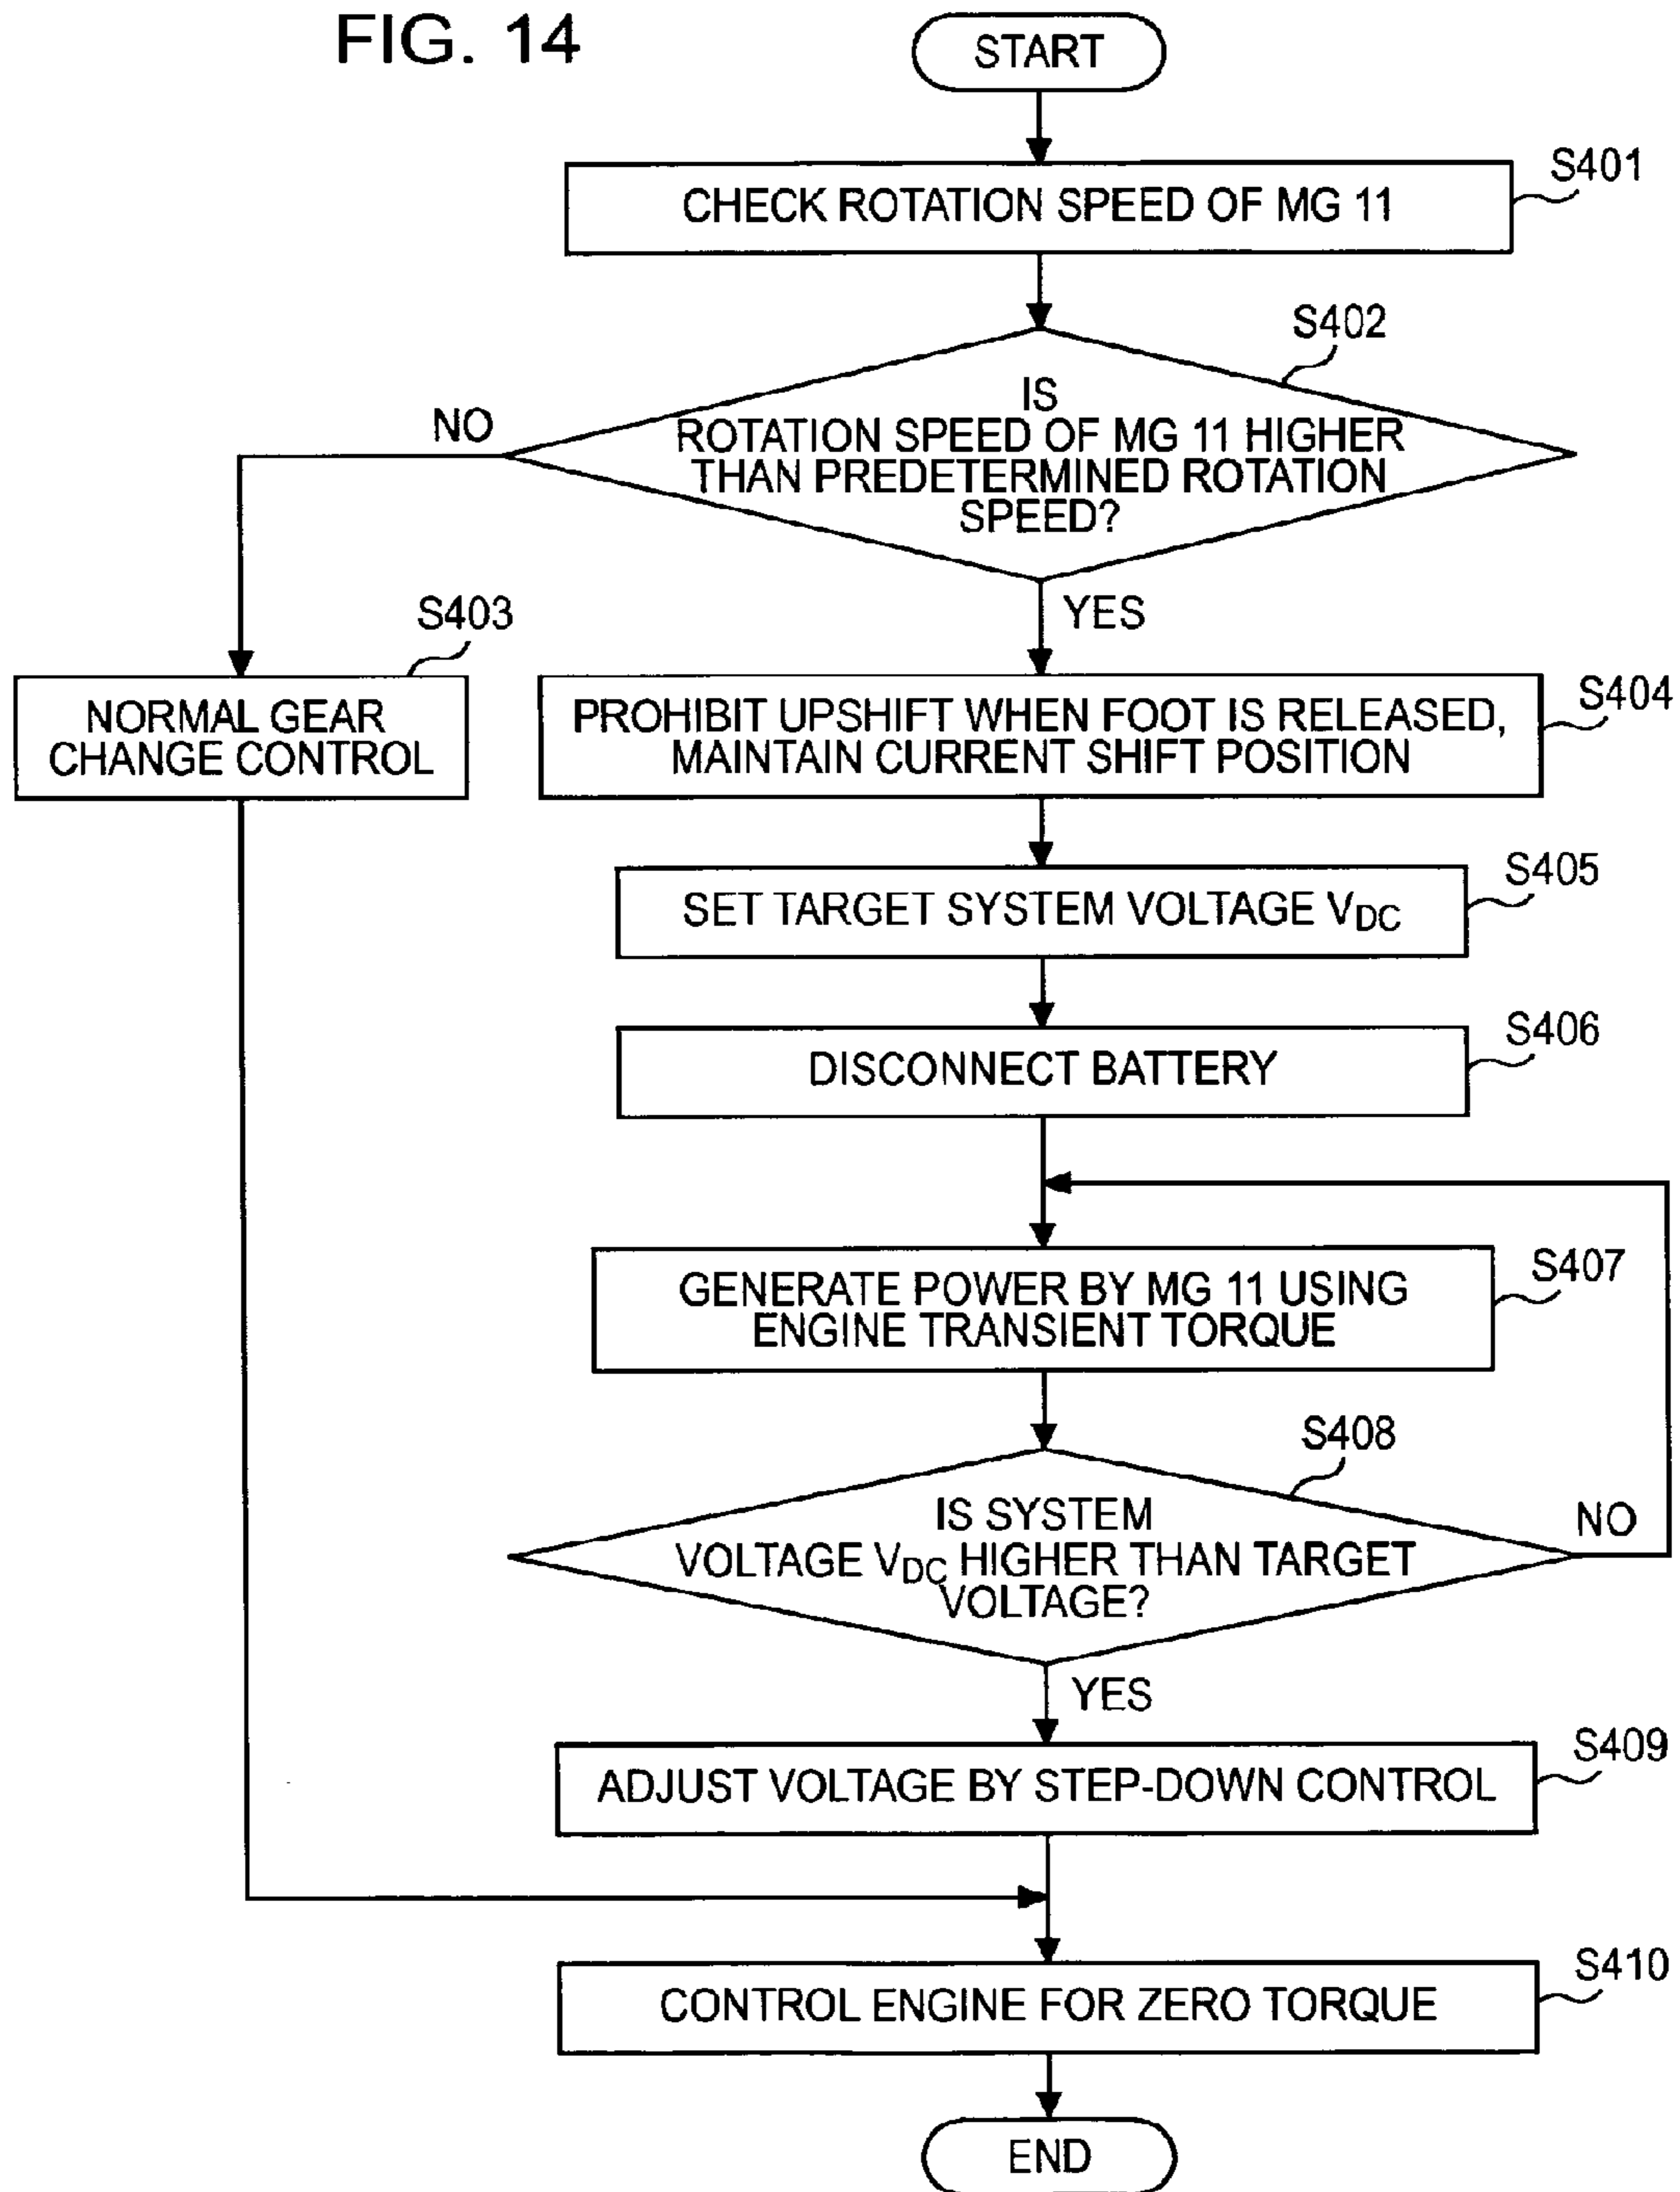 FIG. 14
START
S401
CHECK ROTATION SPEED OF MG 11
S402
IS
ROTATION SPEED OF MG 11 HIGHER
THAN PREDETERMINED ROTATION
SPEED?
NO
YES
S403
NORMAL GEAR
CHANGE CONTROL
S404
PROHIBIT UPSHIFT WHEN FOOT IS RELEASED,
MAINTAIN CURRENT SHIFT POSITION
S405
SET TARGET SYSTEM VOLTAGE VDC
S406
DISCONNECT BATTERY
S407
GENERATE POWER BY MG 11 USING
ENGINE TRANSIENT TORQUE
S408
IS SYSTEM
VOLTAGE VDC HIGHER THAN TARGET
VOLTAGE?
NO
YES
S409
ADJUST VOLTAGE BY STEP-DOWN CONTROL
S410
CONTROL ENGINE FOR ZERO TORQUE
END